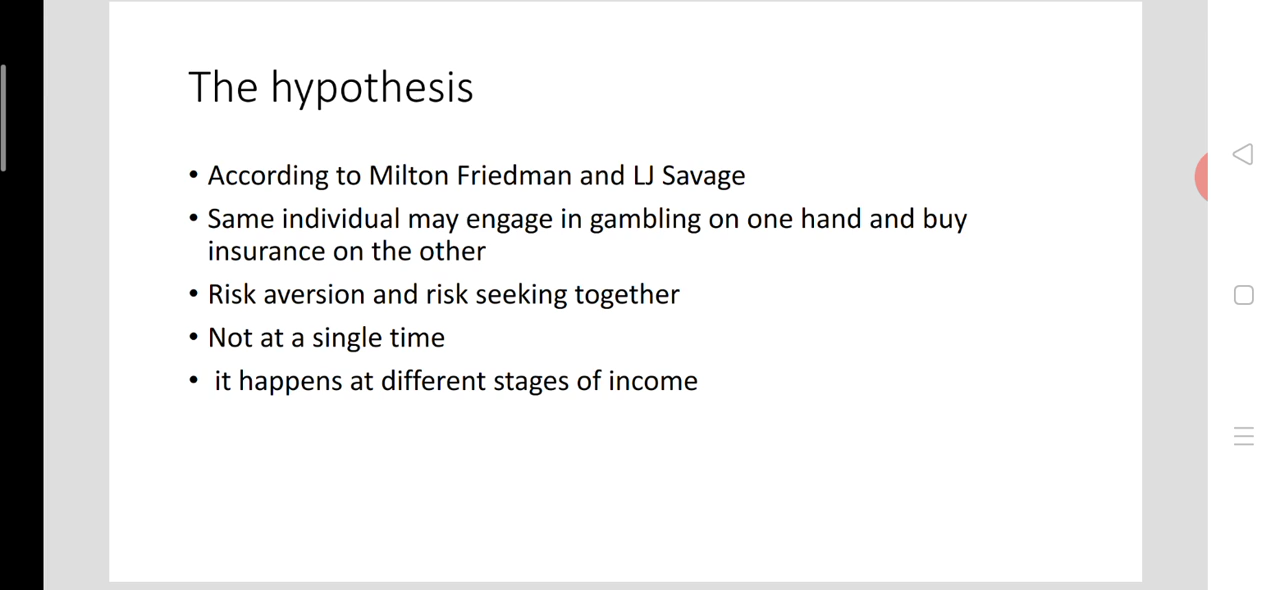 The hypothesis
• According to Milton Friedman and LJ Savage
• Same individual may engage in gambling on one hand and buy
insurance on the other
• Risk aversion and risk seeking together
• Not at a single time
• it happens at different stages of income